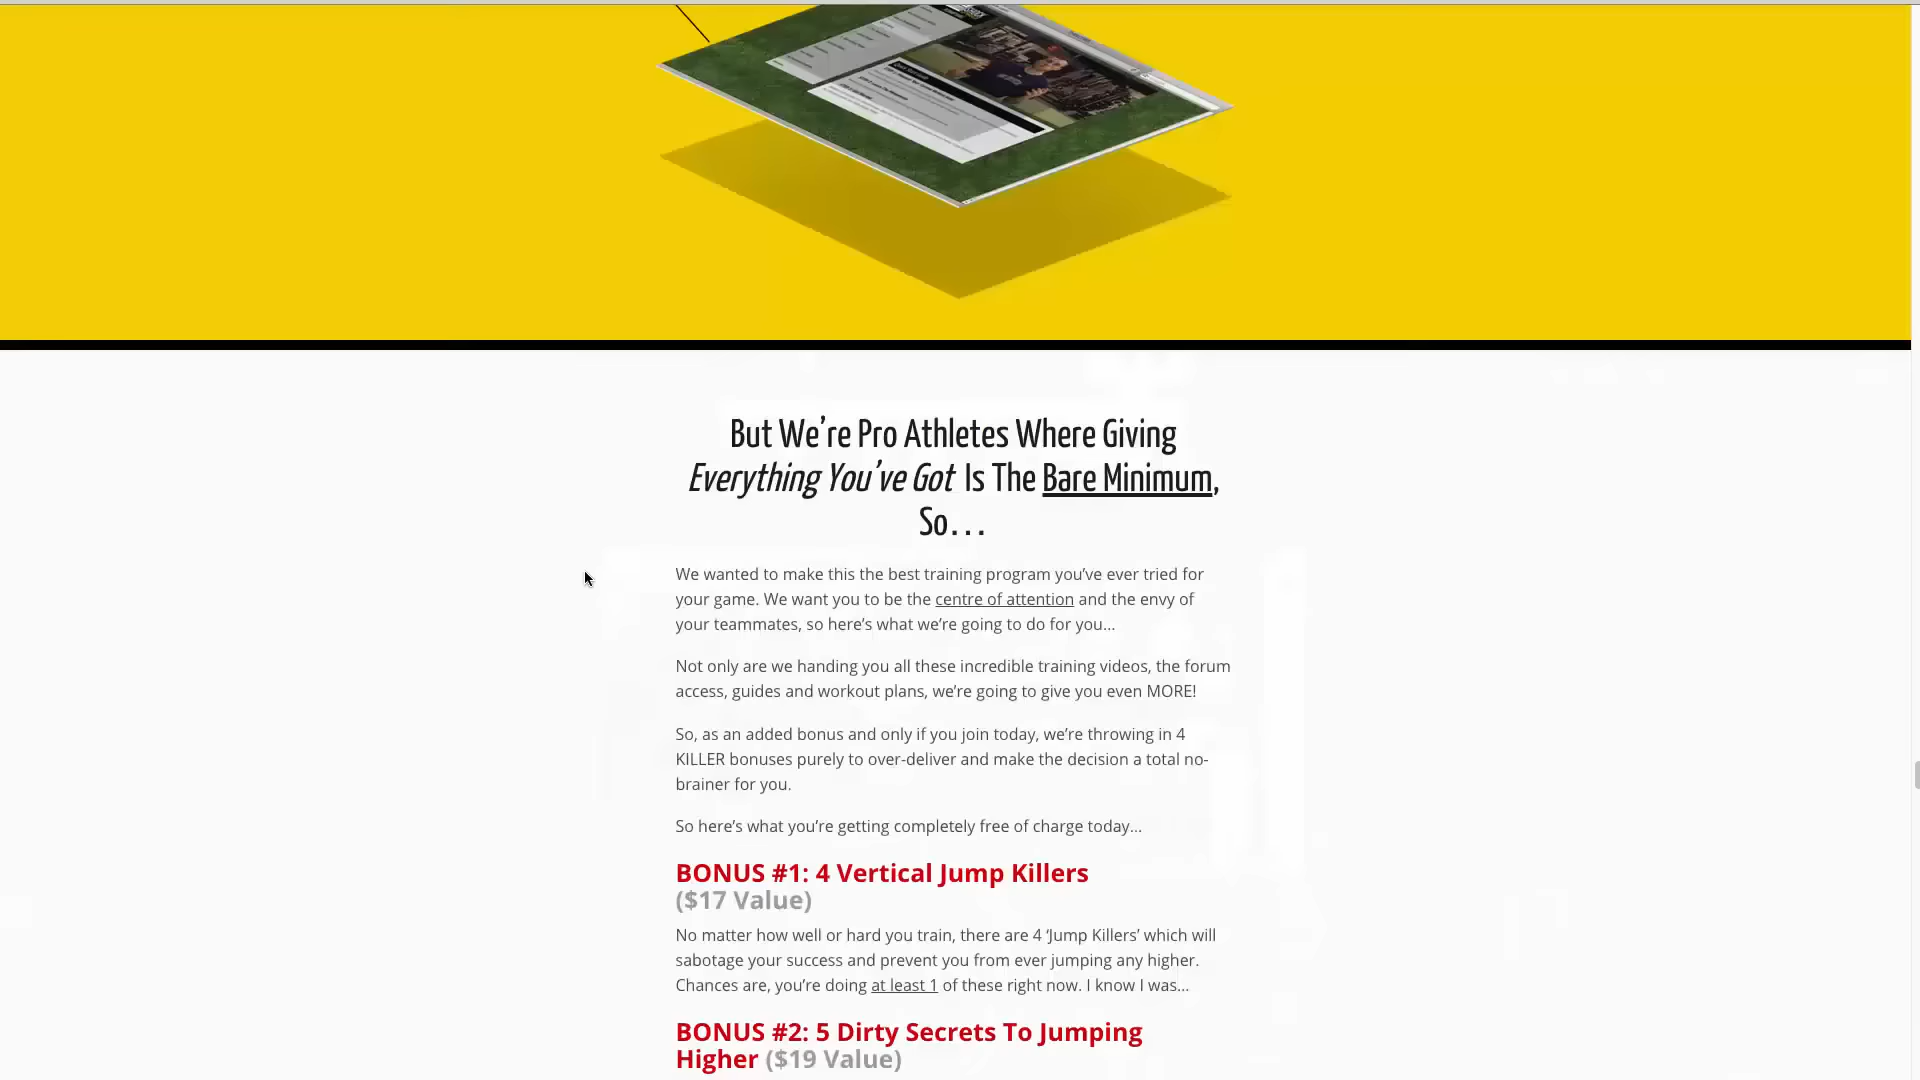 But We’re Pro Athletes Where Giving
Everything You’ve Got Is The Bare Minimum,
So…
We wanted to make this the best training program you’ve ever tried for
your game. We want you to be the centre of attention and the envy of
your teammates, so here’s what we’re going to do for you…
Not only are we handing you all these incredible training videos, the forum
access, guides and workout plans, we’re going to give you even MORE!
So, as an added bonus and only if you join today, we’re throwing in 4
KILLER bonuses purely to over-deliver and make the decision a total no-
brainer for you.
So here’s what you’re getting completely free of charge today…
BONUS #1: 4 Vertical Jump Killers
($17 Value)
No matter how well or hard you train, there are 4 ‘Jump Killers’ which will
sabotage your success and prevent you from ever jumping any higher.
Chances are, you’re doing at least 1 of these right now. I know I was…
BONUS #2: 5 Dirty Secrets To Jumping
Higher ($19 Value)